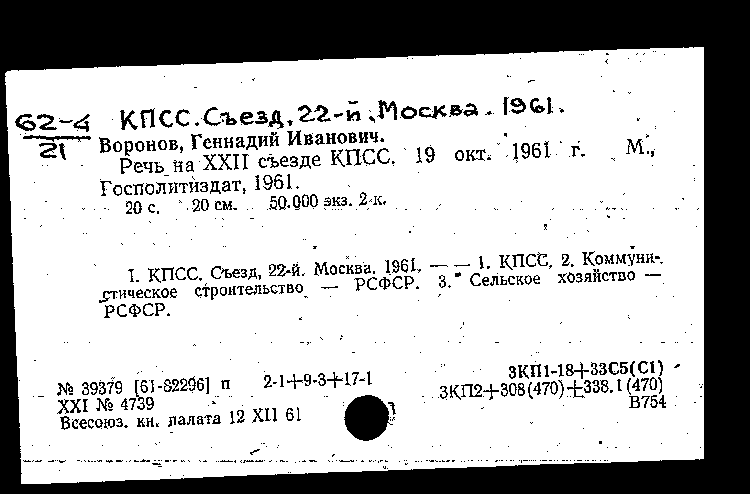 КПСС. Съезд, 22-й. Москва. 1961.
62-4
21
Воронов, Геннадий Иванович.
Речь на XXII съезде КПСС. 19 окт. 1961 г. М.,
Госполитиздат, 1961.
20 с. 20 см. 50.000 экз. 2 к.
I. КПСС. Съезд, 22-й. Москва. 1961. — — 1. КПСС. 2. Коммуни-
стическое строительство — РСФСР. 3. Сельское хозяйство —
РСФСР.
№ 39379 [61-82296] п 2-1+9-3+17-1
3КП1-18+33С5(С1)
XXI № 4739
3КП2+308(470)+338.1(470)
Всесоюз. кн. палата 12 XII 61
В754